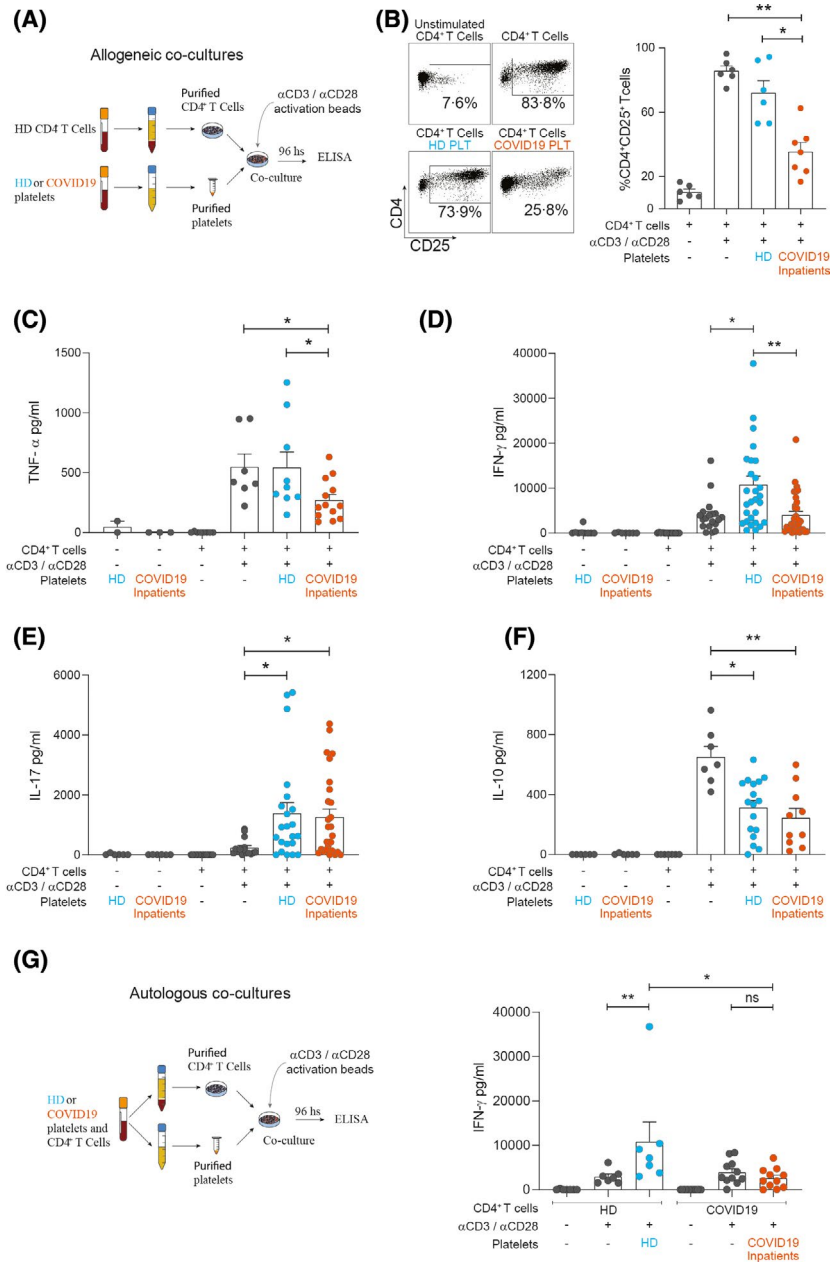 (A)
Allogeneic co-cultures
HD CD4 T Cells
HD or COVID19
platelets
Purified
CD4⁺ T Cells
Purified
platelets
αCD3 / αCD28
activation beads
96 hs
ELISA
Co-culture
(B)
Unstimulated
CD4⁺ T Cells
7·6%
CD4⁺ T Cells
83·8%
CD4⁺ T Cells
HD PLT
73·9%
CD4⁺ T Cells
COVID19 PLT
25·8%
CD4
CD25
**
*
%CD4⁺CD25⁺ Tcells
100
60
20
0
CD4⁺ T cells + + + +
αCD3 / αCD28 - + + +
Platelets - - HD COVID19
Inpatients
(C)
*
*
TNF- α pg/ml
1500
1000
500
0
CD4⁺ T cells - - + + + +
αCD3 / αCD28 - - - + + +
Platelets HD COVID19 - - HD COVID19
Inpatients Inpatients
(D)
*
**
IFN-γ pg/ml
40000
30000
20000
10000
0
CD4⁺ T cells - - + + + +
αCD3 / αCD28 - - - + + +
Platelets HD COVID19 - - HD COVID19
Inpatients Inpatients
(E)
*
*
IL-17 pg/ml
6000
4000
2000
0
CD4⁺ T cells - - + + + +
αCD3 / αCD28 - - - + + +
Platelets HD COVID19 - - HD COVID19
Inpatients Inpatients
(F)
**
*
IL-10 pg/ml
1200
800
400
0
CD4⁺ T cells - - + + + +
αCD3 / αCD28 - - - + + +
Platelets HD COVID19 - - HD COVID19
Inpatients Inpatients
(G)
Autologous co-cultures
HD or
COVID19
platelets and
CD4⁺ T Cells
Purified
CD4⁺ T Cells
Purified
platelets
αCD3 / αCD28
activation beads
96 hs
ELISA
Co-culture
*
**
ns
IFN-γ pg/ml
40000
30000
20000
10000
0
CD4⁺ T cells HD COVID19
αCD3 / αCD28 - + + - + +
Platelets - - HD - - COVID19
Inpatients